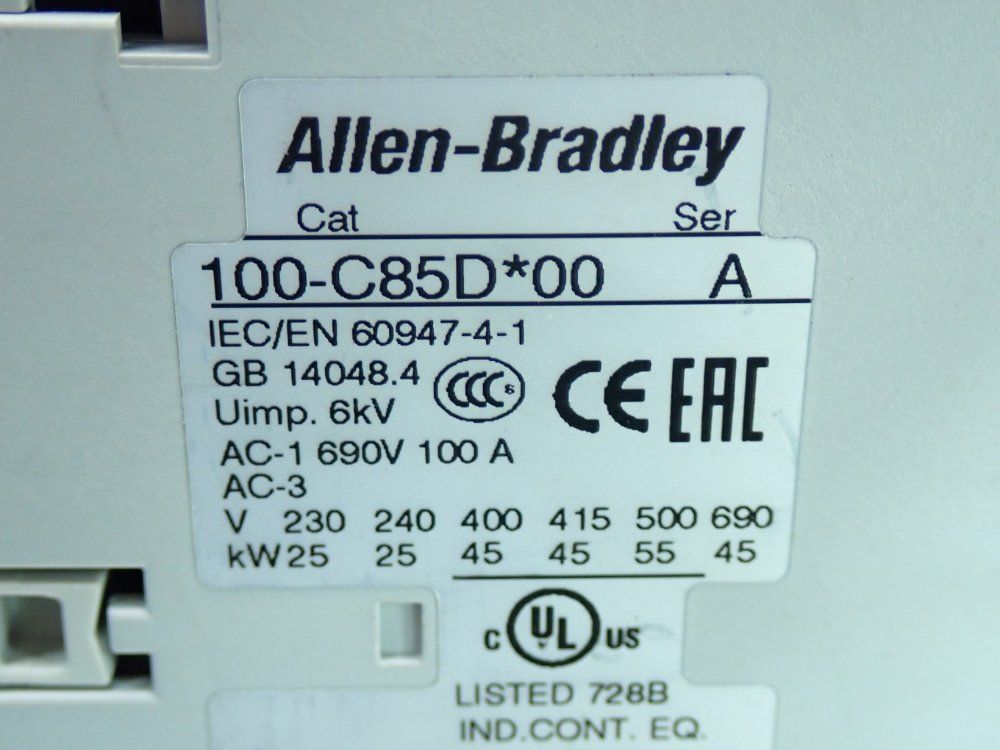 Allen-Bradley
Cat Ser
100-C85D*00 A
IEC/EN 60947-4-1
GB 14048.4
CCC S CE EAC
Uimp. 6kV
AC-1 690V 100 A
AC-3
V 230 240 400 415 500 690
kW 25 25 45 45 55 45
C UL US
LISTED 728B
IND.CONT. EQ.